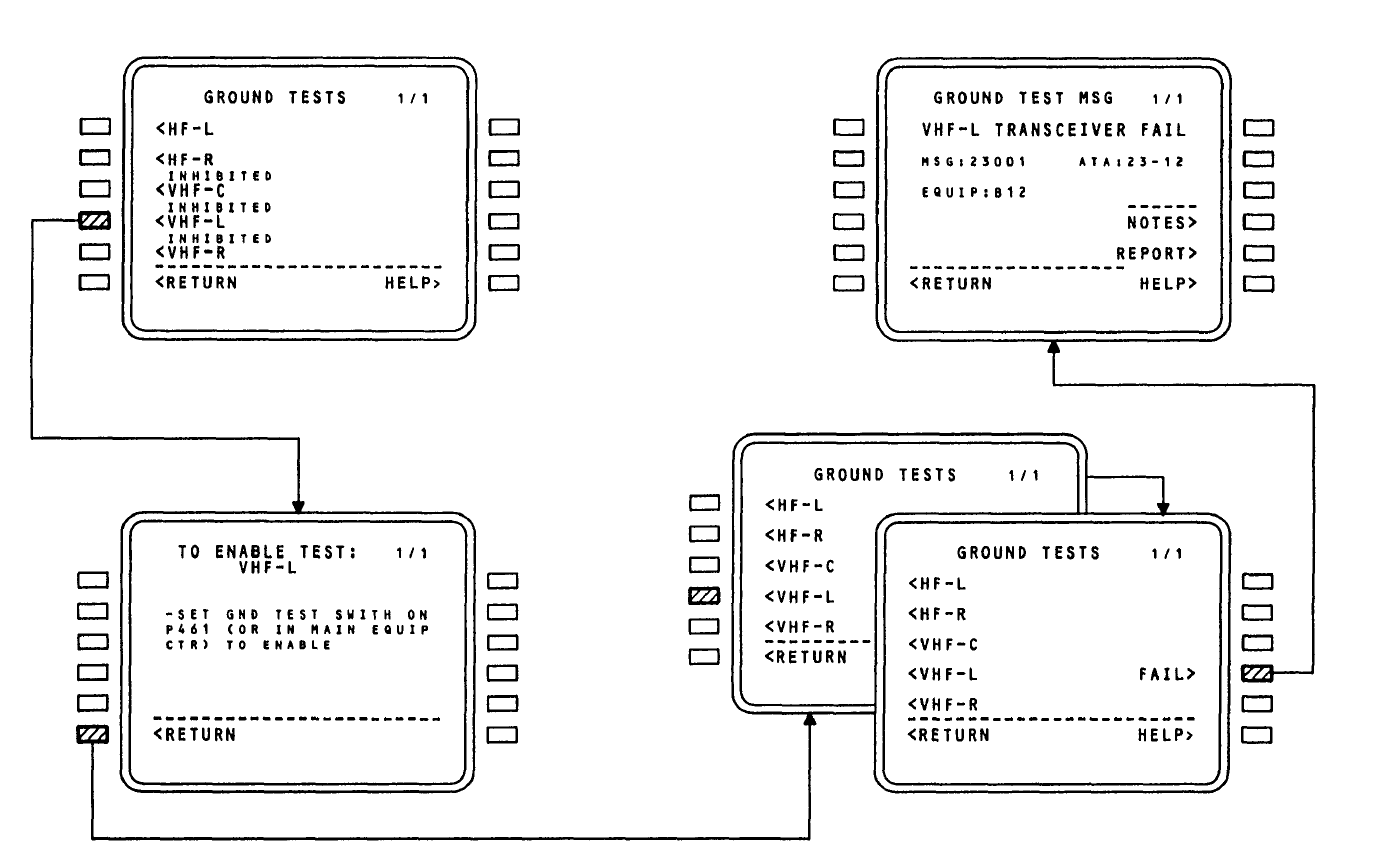 GROUND TESTS 1/1
<HF-L
<HF-R
INHIBITED
<VHF-C
INHIBITED
<VHF-L
INHIBITED
<VHF-R
<RETURN HELP>
GROUND TEST MSG 1/1
VHF-L TRANSCEIVER FAIL
MSG:23001 ATA:23-12
EQUIP:B12
NOTES>
REPORT>
<RETURN HELP>
TO ENABLE TEST: 1/1
VHF-L
-SET GND TEST SWITH ON
P461 (OR IN MAIN EQUIP
CTR) TO ENABLE
<RETURN
GROUND TESTS 1/1
<HF-L
<HF-R
<VHF-C
<VHF-L
<VHF-R
<RETURN
GROUND TESTS 1/1
<HF-L
<HF-R
<VHF-C
<VHF-L FAIL>
<VHF-R
<RETURN HELP>